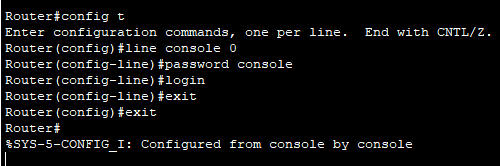 Router#config t
Enter configuration commands, one per line.  End with CNTL/Z.
Router(config)#line console 0
Router(config-line)#password console
Router(config-line)#login
Router(config-line)#exit
Router(config)#exit
Router#
%SYS-5-CONFIG_I: Configured from console by console